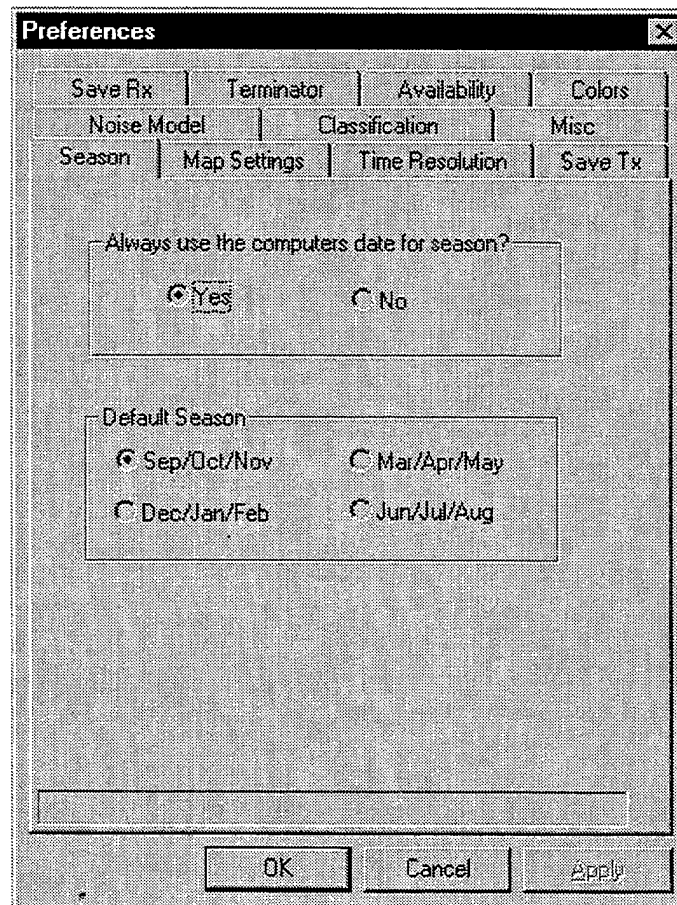 Preferences
Save Rx Terminator Availability Colors
Noise Model Classification Misc
Season Map Settings Time Resolution Save Tx
Always use the computers date for season?
Yes No
Default Season
Sep/Oct/Nov Mar/Apr/May
Dec/Jan/Feb Jun/Jul/Aug
OK Cancel Apply